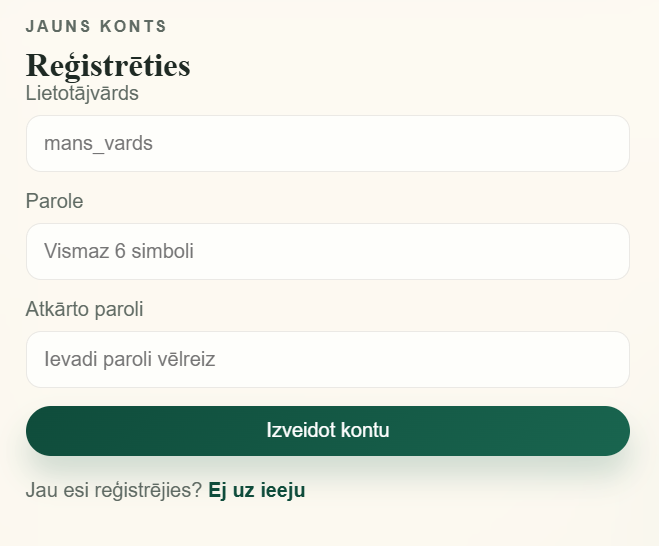 JAUNS KONTS
Reģistrēties
Lietotājvārds
mans_vards
Parole
Vismaz 6 simboli
Atkārto paroli
Ievadi paroli vēlreiz
Izveidot kontu
Jau esi reģistrējies? Ej uz ieeju